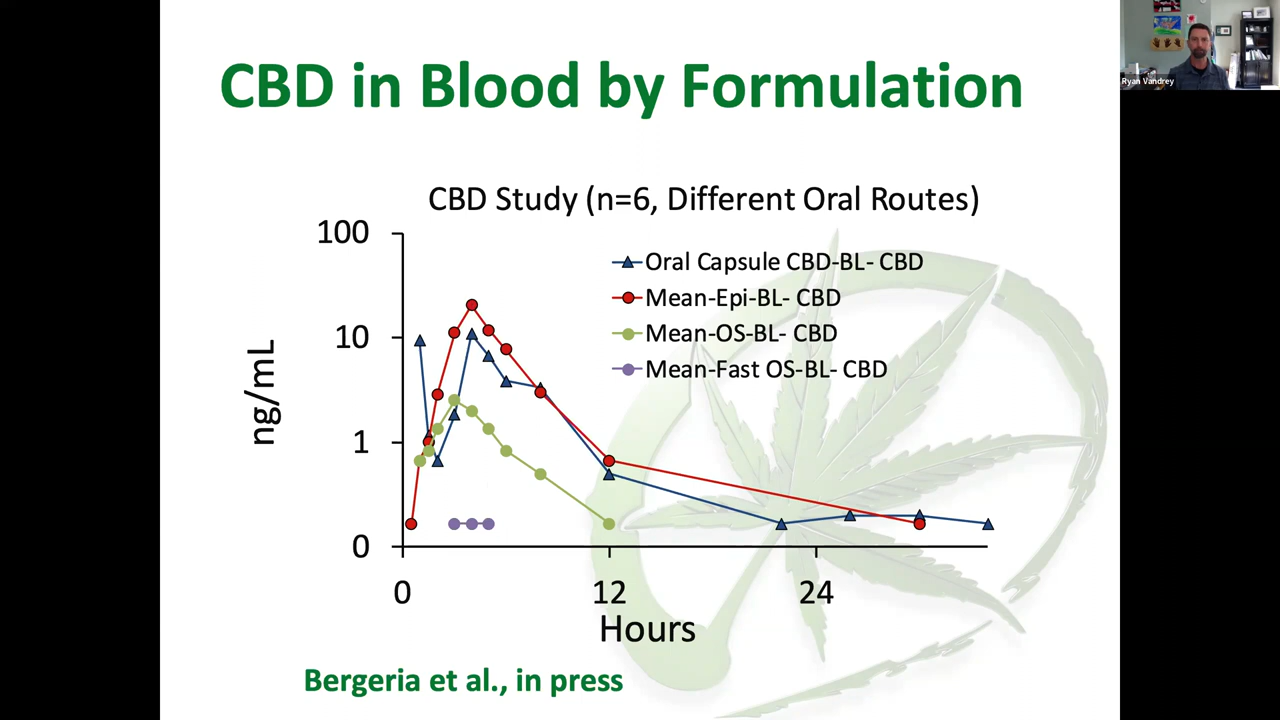 CBD in Blood by Formulation
Ryan Vandrey
CBD Study (n=6, Different Oral Routes)
100
10
1
0
ng/mL
Oral Capsule CBD-BL- CBD
Mean-Epi-BL- CBD
Mean-OS-BL- CBD
Mean-Fast OS-BL- CBD
0
12
24
Hours
Bergeria et al., in press